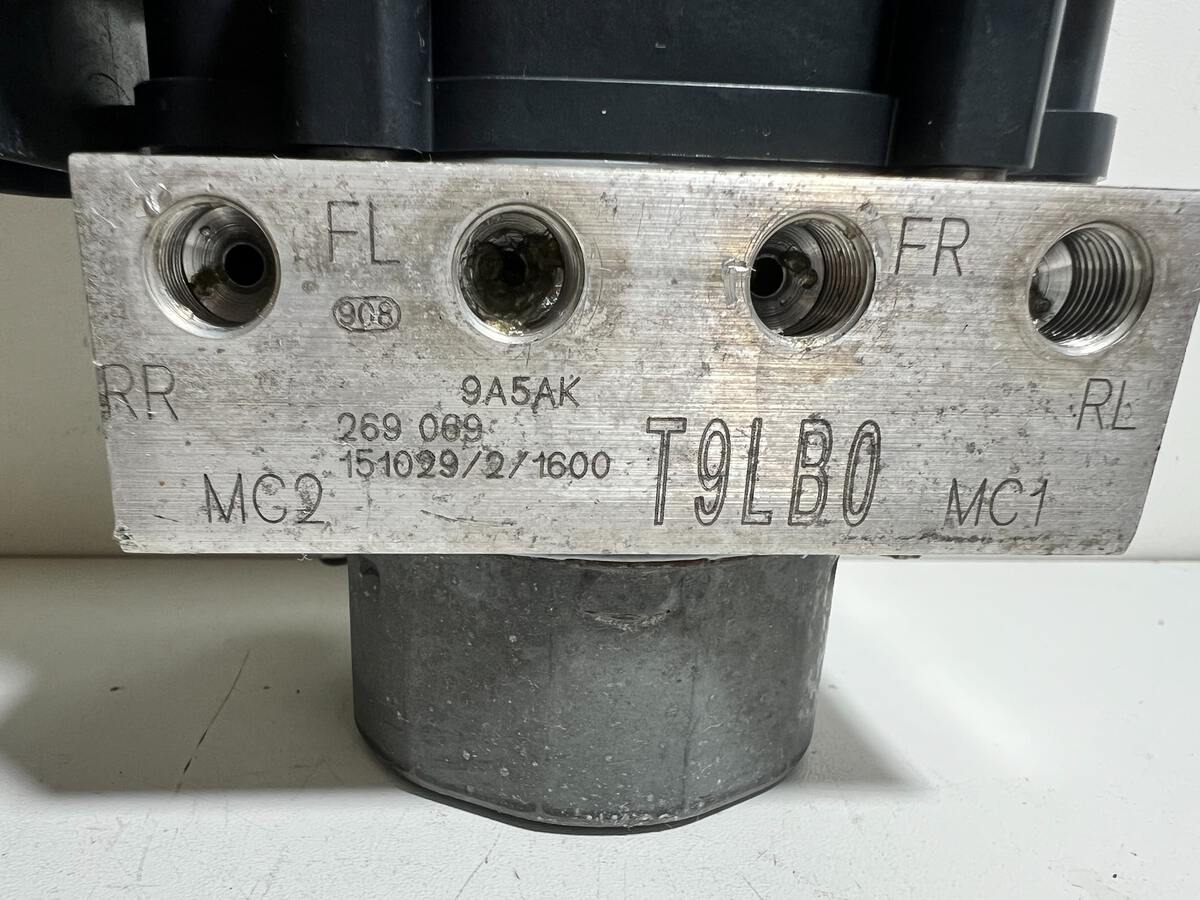 FL
FR
908
RR
9A5AK
RL
269 069
T9LB0
151029/2/1600
MC2
MC1